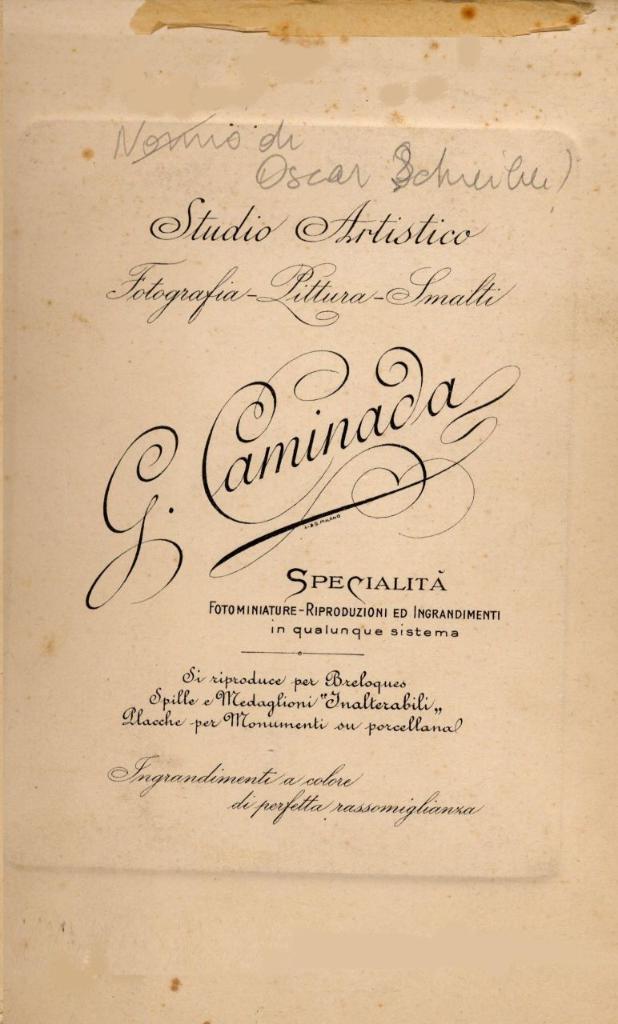 Nonno di
Oscar Schreiber)
Studio Artistico
Fotografia-Pittura-Smalti
G. Caminada
SPECIALITÀ
FOTOMINIATURE-RIPRODUZIONI ED INGRANDIMENTI
in qualunque sistema
Si riproduce per Breloques
Spille e Medaglioni "Inalterabili„
Placche per Monumenti su porcellana
Ingrandimenti a colore
di perfetta rassomiglianza